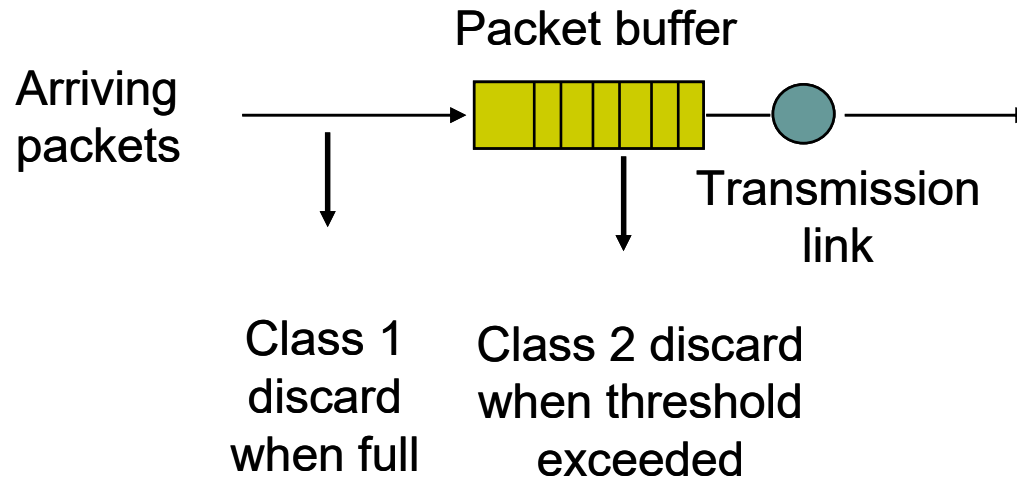 Packet buffer
Arriving
packets
Transmission
link
Class 1
discard
when full
Class 2 discard
when threshold
exceeded